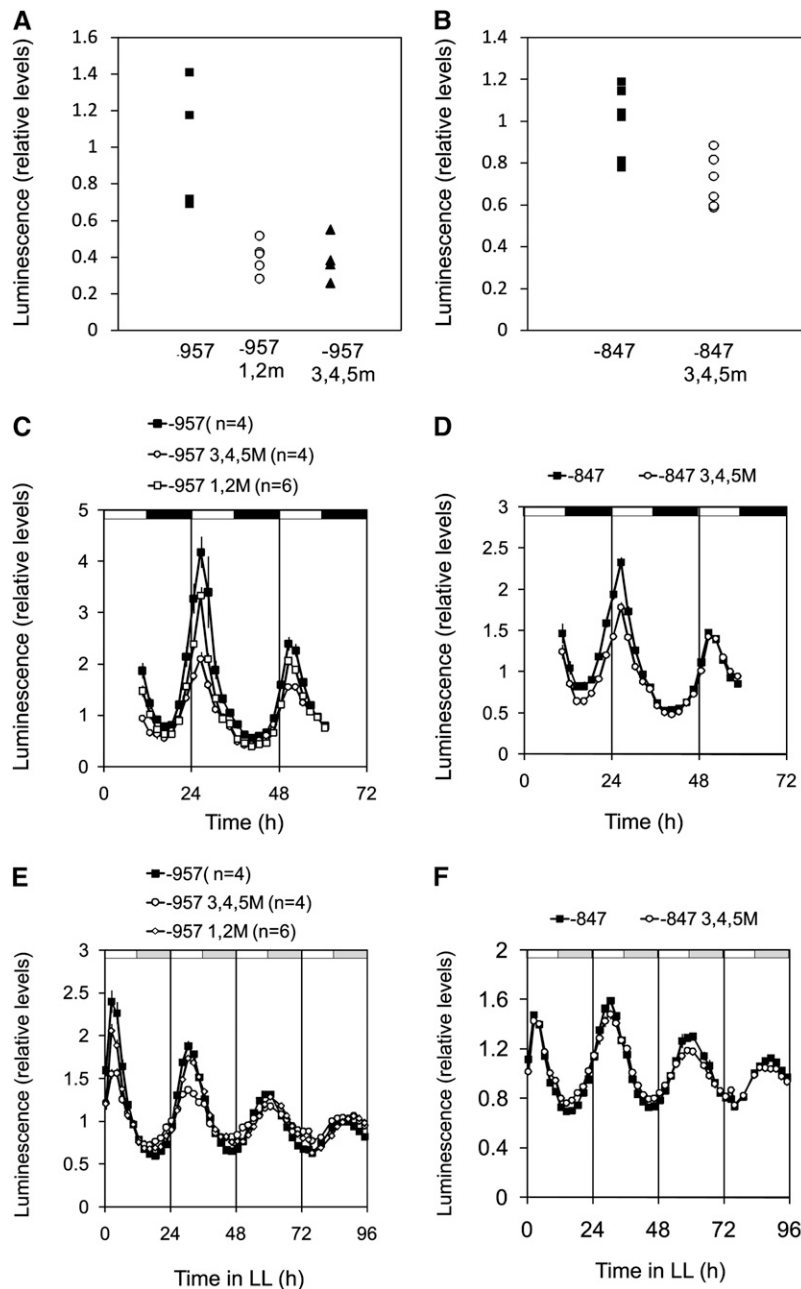 A
Luminescence (relative levels)
1.6
1.4
1.2
1
0.8
0.6
0.4
0.2
0
-957
-957
1,2m
-957
3,4,5m
B
Luminescence (relative levels)
1.4
1.2
1
0.8
0.6
0.4
0.2
0
-847
-847
3,4,5m
C
-957( n=4)
-957 3,4,5M (n=4)
-957 1,2M (n=6)
Luminescence (relative levels)
5
4
3
2
1
0
0
24
48
72
Time (h)
D
-847
-847 3,4,5M
Luminescence (relative levels)
3
2.5
2
1.5
1
0.5
0
0
24
48
72
Time (h)
E
-957( n=4)
-957 3,4,5M (n=4)
-957 1,2M (n=6)
Luminescence (relative levels)
3
2.5
2
1.5
1
0.5
0
0
24
48
72
96
Time in LL (h)
F
-847
-847 3,4,5M
Luminescence (relative levels)
2
1.6
1.2
0.8
0.4
0
0
24
48
72
96
Time in LL (h)